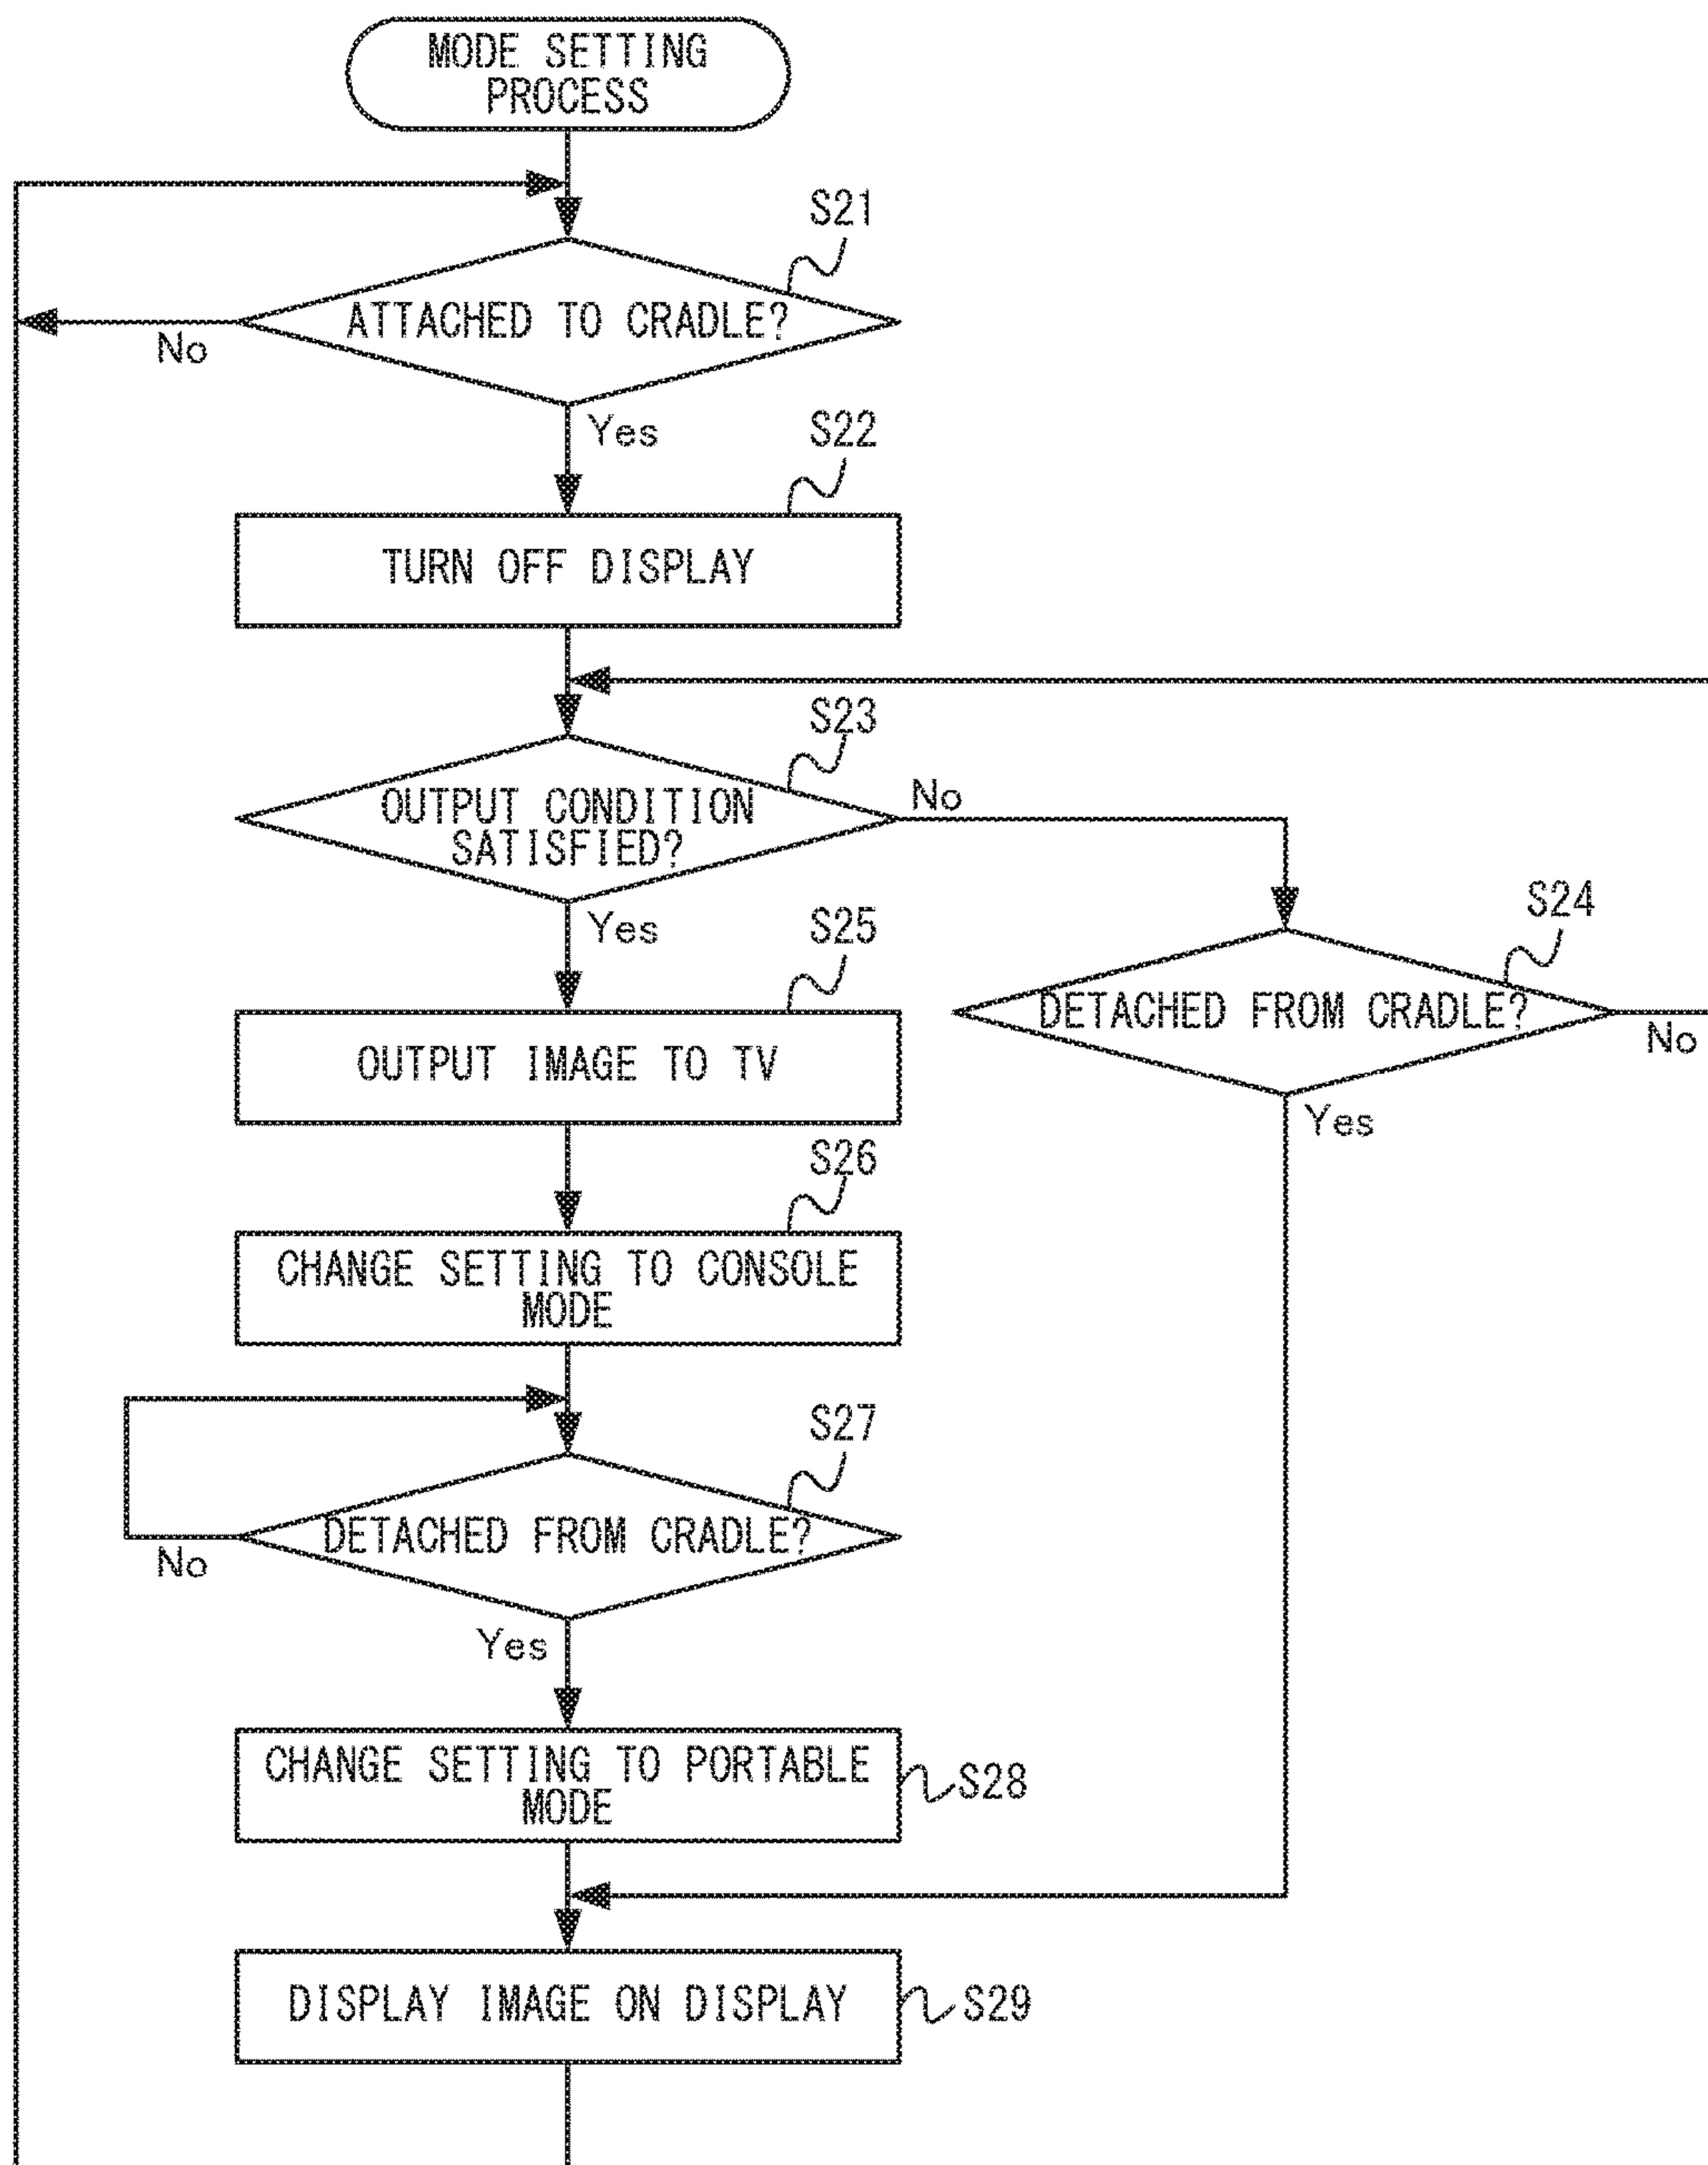 MODE SETTING
PROCESS
S21
ATTACHED TO CRADLE?
No
Yes
S22
TURN OFF DISPLAY
S23
OUTPUT CONDITION
SATISFIED?
No
Yes
S24
DETACHED FROM CRADLE?
No
Yes
S25
OUTPUT IMAGE TO TV
S26
CHANGE SETTING TO CONSOLE
MODE
S27
DETACHED FROM CRADLE?
No
Yes
CHANGE SETTING TO PORTABLE
MODE
S28
DISPLAY IMAGE ON DISPLAY
S29